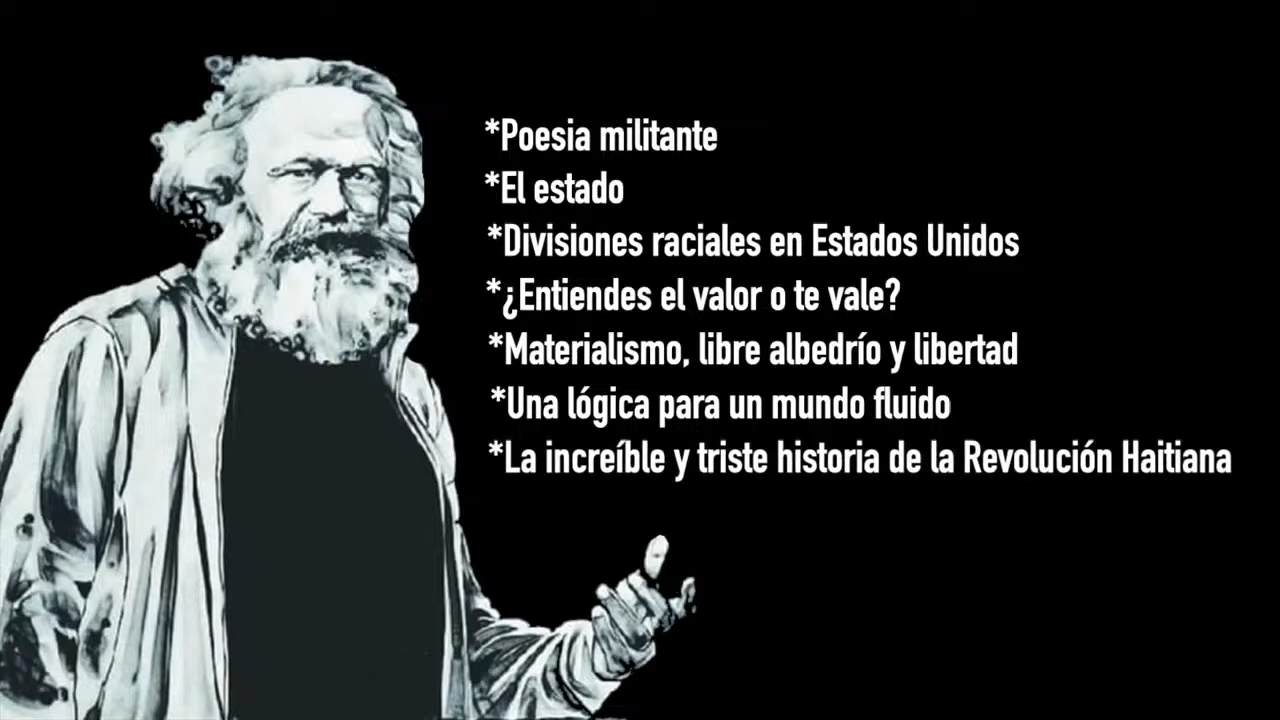 *Poesia militante
*El estado
*Divisiones raciales en Estados Unidos
*¿Entiendes el valor o te vale?
*Materialismo, libre albedrío y libertad
*Una lógica para un mundo fluido
*La increíble y triste historia de la Revolución Haitiana